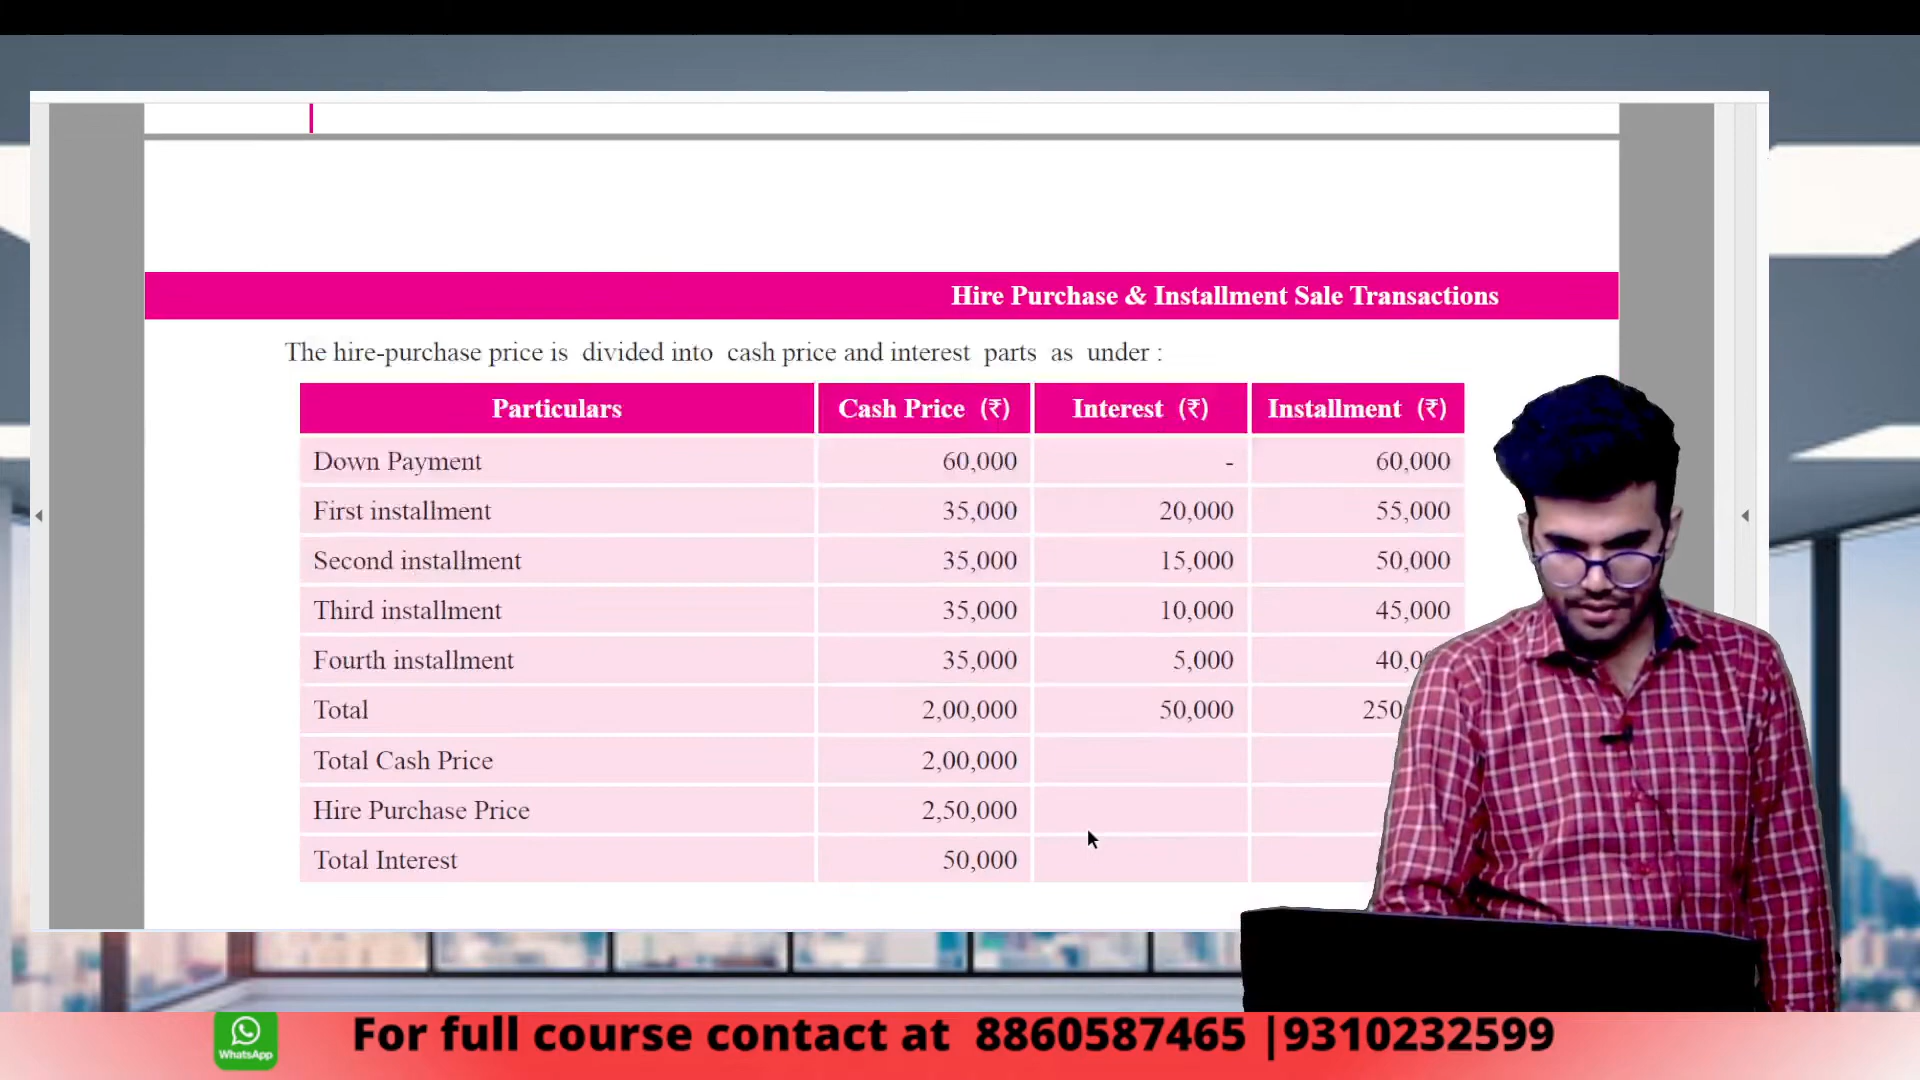 Hire Purchase & Installment Sale Transactions
The hire-purchase price is divided into cash price and interest parts as under :
Particulars Cash Price (₹) Interest (₹) Installment (₹)
Down Payment 60,000 - 60,000
First installment 35,000 20,000 55,000
Second installment 35,000 15,000 50,000
Third installment 35,000 10,000 45,000
Fourth installment 35,000 5,000
Total 2,00,000 50,000
Total Cash Price 2,00,000
Hire Purchase Price 2,50,000
Total Interest 50,000
WhatsApp
For full course contact at 8860587465 |9310232599